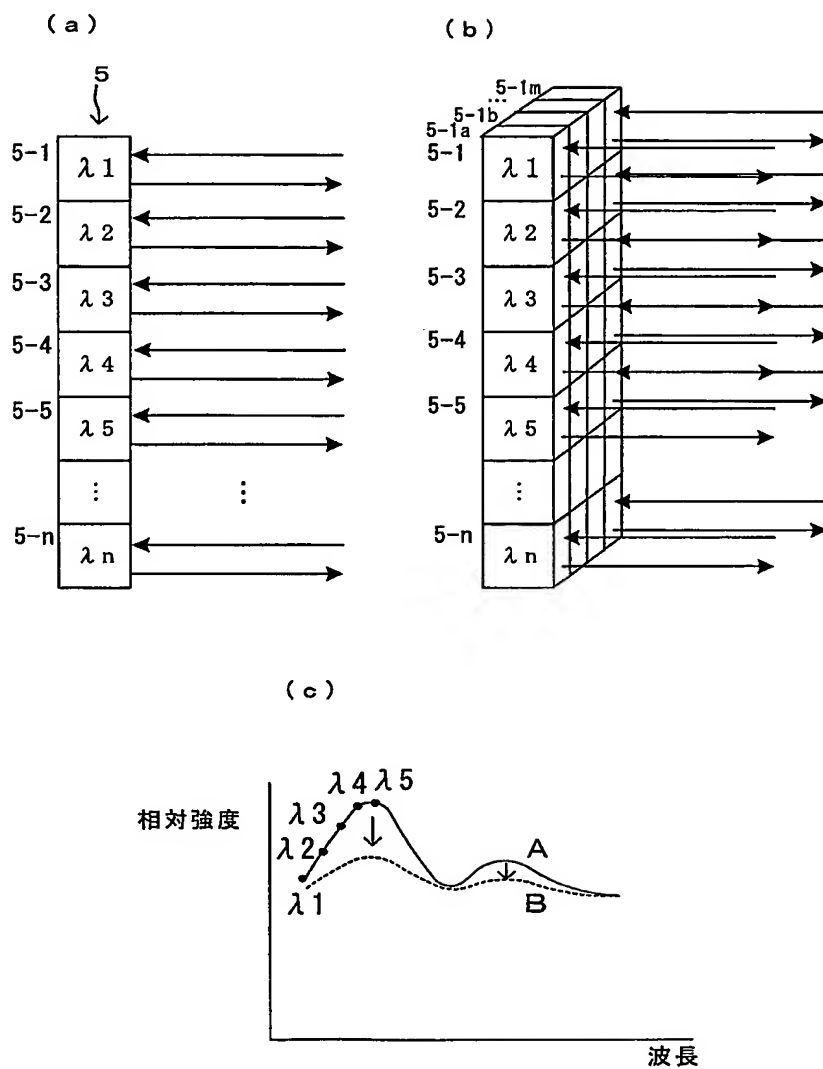 (a)
5
5-1 λ1
5-2 λ2
5-3 λ3
5-4 λ4
5-5 λ5
⋮ ⋮
5-n λn
(b)
5-1m
…
5-1b
5-1a
5-1 λ1
5-2 λ2
5-3 λ3
5-4 λ4
5-5 λ5
⋮
5-n λn
(c)
相対強度
λ4 λ5
λ3
λ2
λ1
A
B
波長